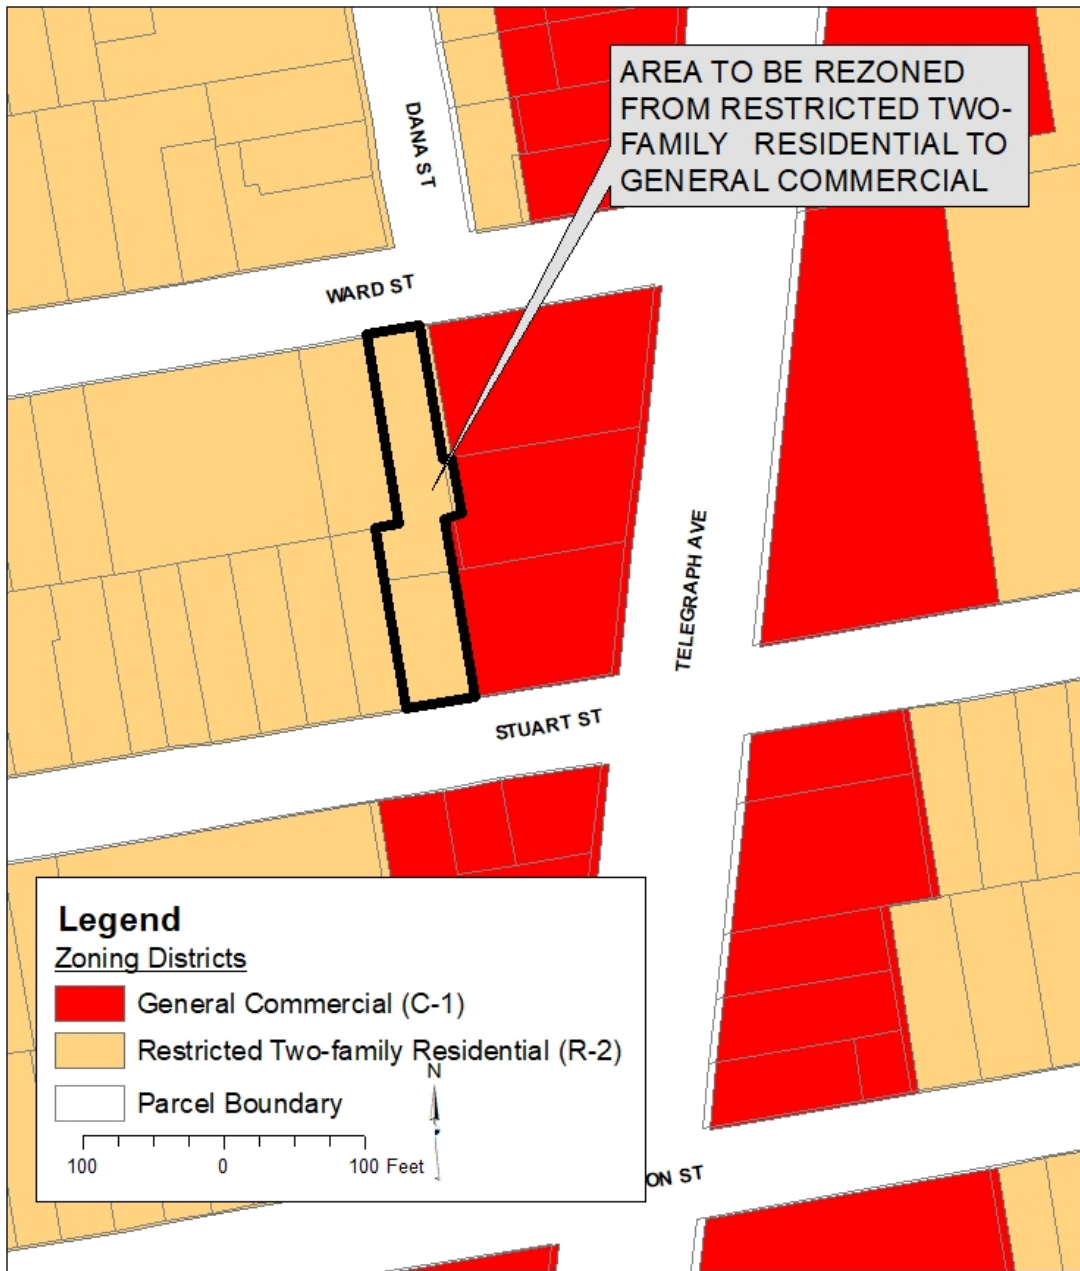 AREA TO BE REZONED
FROM RESTRICTED TWO-
FAMILY RESIDENTIAL TO
GENERAL COMMERCIAL
DANA ST
WARD ST
TELEGRAPH AVE
STUART ST
Legend
Zoning Districts
General Commercial (C-1)
Restricted Two-family Residential (R-2)
N
Parcel Boundary
100 0 100 Feet
ON ST